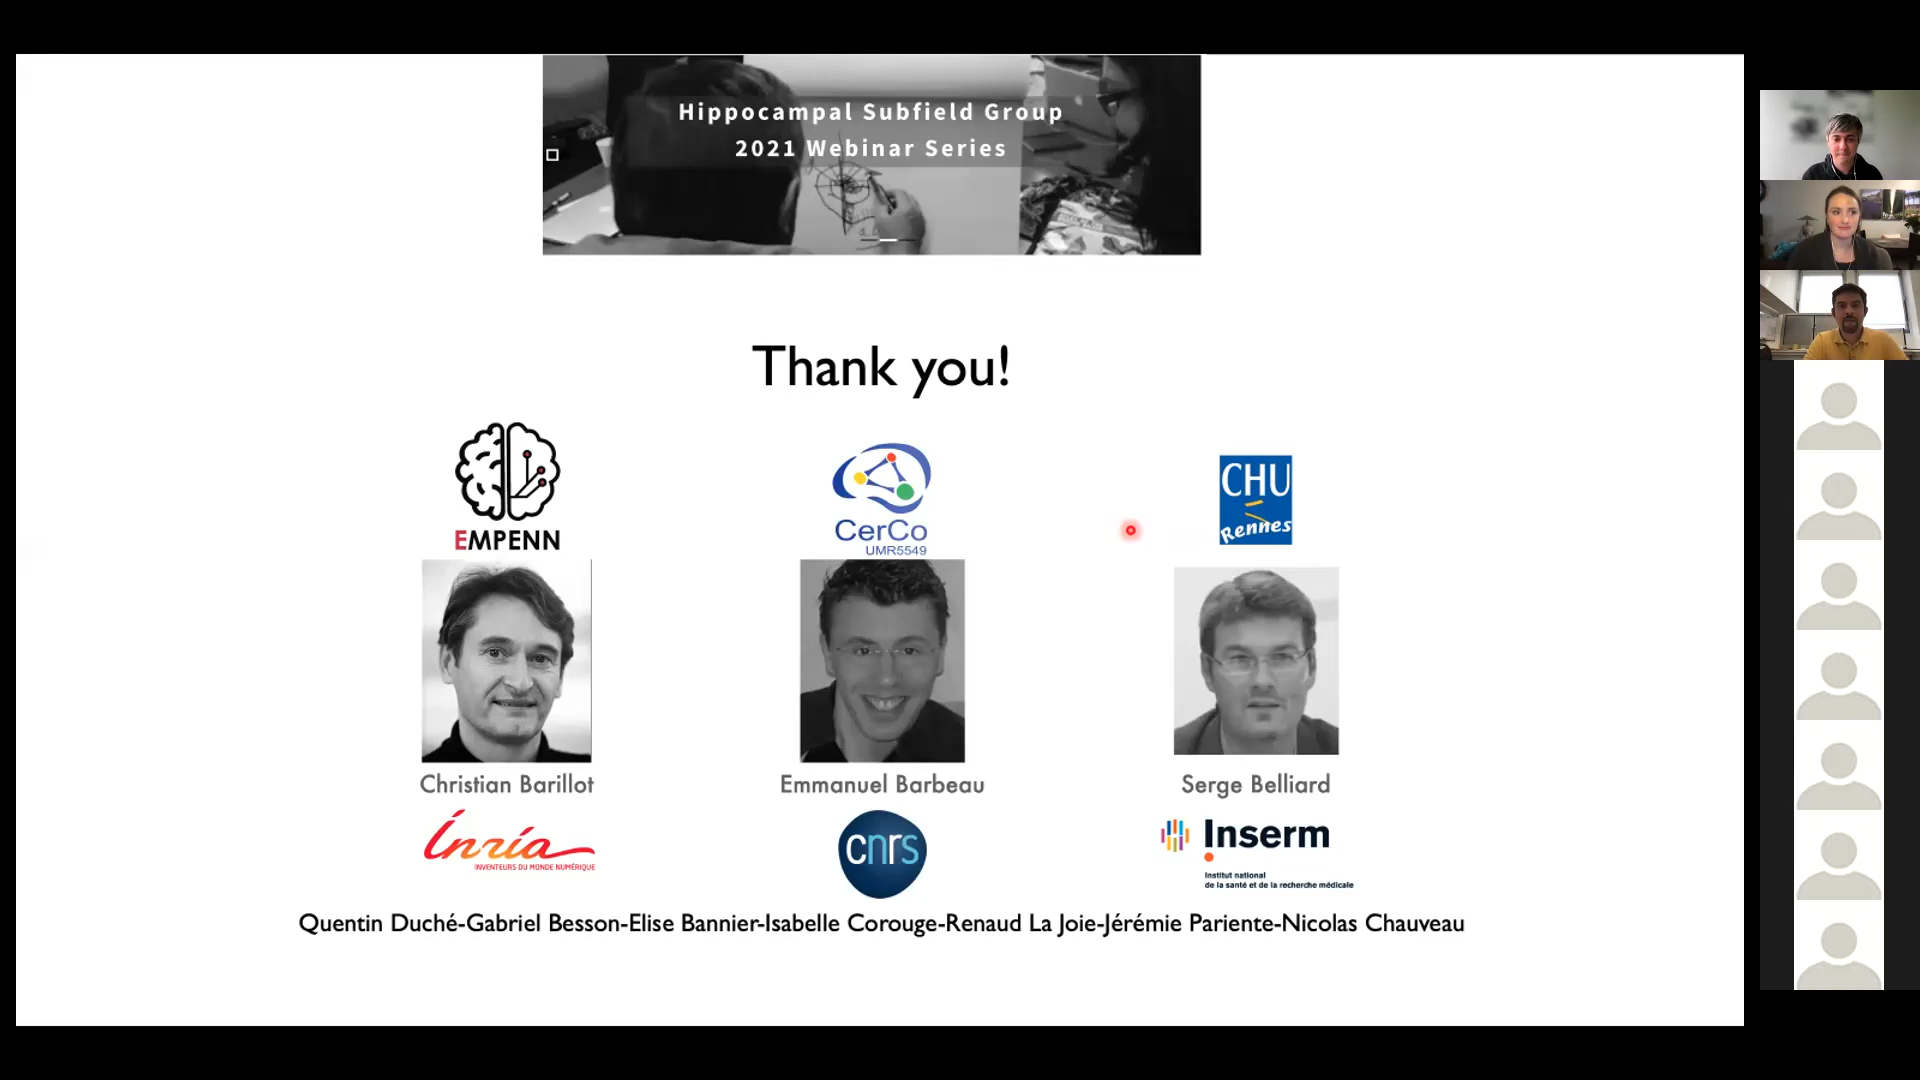 Hippocampal Subfield Group
2021 Webinar Series
Thank you!
EMPENN
CerCo
UMR5549
CHU
Rennes
Christian Barillot
Emmanuel Barbeau
Serge Belliard
Inria
INVENTEURS DU MONDE NUMÉRIQUE
cnrs
Inserm
Institut national
de la santé et de la recherche médicale
Quentin Duché-Gabriel Besson-Elise Bannier-Isabelle Corouge-Renaud La Joie-Jérémie Pariente-Nicolas Chauveau